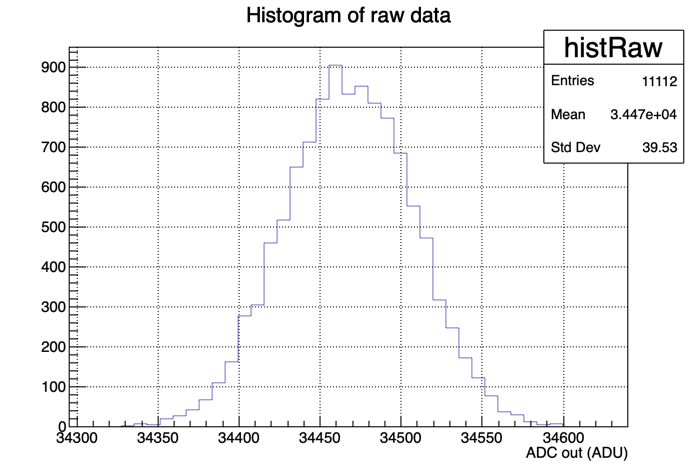 Histogram of raw data
histRaw
Entries 11112
Mean 3.447e+04
Std Dev 39.53
900
800
700
600
500
400
300
200
100
0
34300 34350 34400 34450 34500 34550 34600
ADC out (ADU)